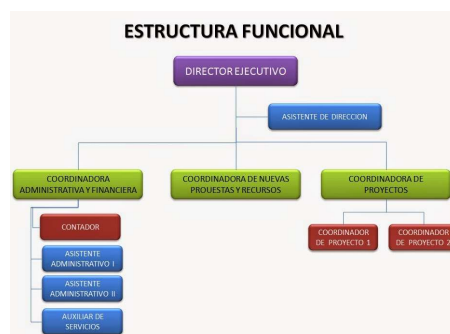 ESTRUCTURA FUNCIONAL
DIRECTOR EJECUTIVO
ASISTENTE DE DIRECCION
COORDINADORA
ADMINISTRATIVA Y FINANCIERA
COORDINADORA DE NUEVAS
PROUESTAS Y RECURSOS
COORDINADORA DE
PROYECTOS
CONTADOR
ASISTENTE
ADMINISTRATIVO I
ASISTENTE
ADMINISTRATIVO II
AUXILIAR DE
SERVICIOS
COORDINADOR
DE PROYECTO 1
COORDINADOR
DE PROYECTO 2